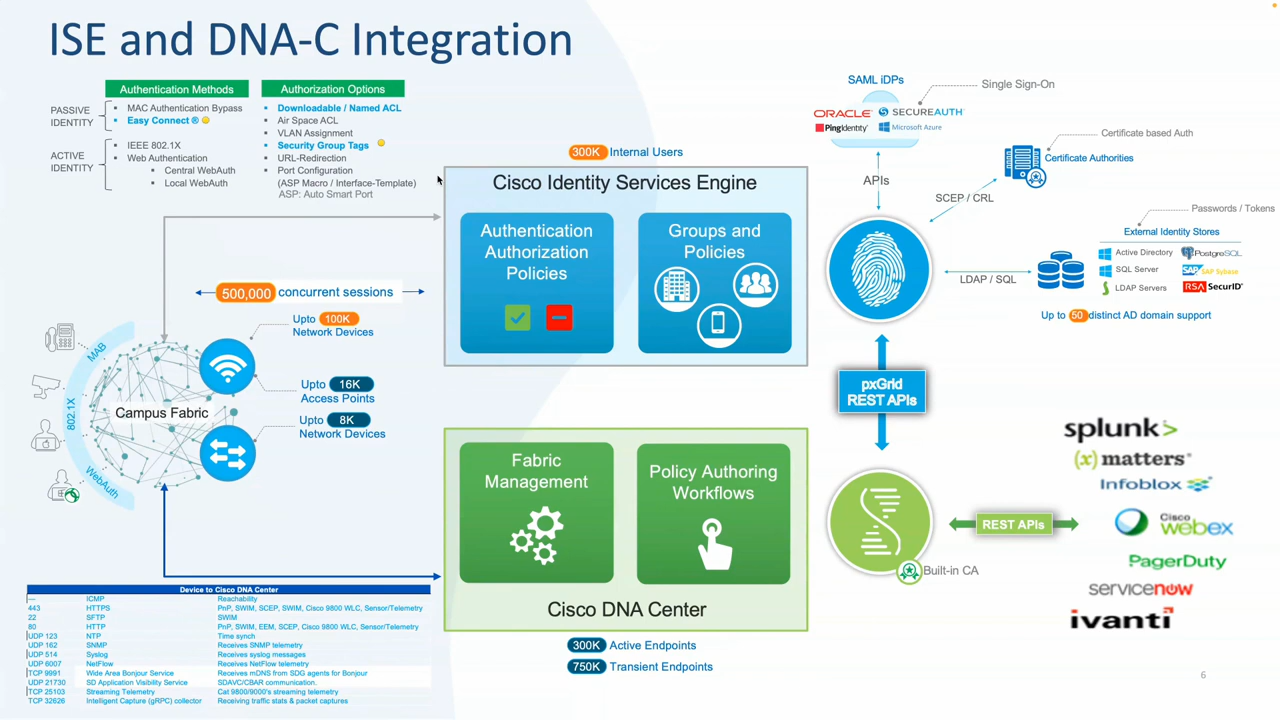 ISE and DNA-C Integration
Authentication Methods
Authorization Options
PASSIVE
IDENTITY
MAC Authentication Bypass
Easy Connect ®
ACTIVE
IDENTITY
IEEE 802.1X
Web Authentication
Central WebAuth
Local WebAuth
Downloadable / Named ACL
Air Space ACL
VLAN Assignment
Security Group Tags
URL-Redirection
Port Configuration
(ASP Macro / Interface-Template)
ASP: Auto Smart Port
500,000 concurrent sessions
Upto 100K
Network Devices
Upto 16K
Access Points
Upto 8K
Network Devices
MAB
802.1X
WebAuth
Campus Fabric
300K Internal Users
Cisco Identity Services Engine
Authentication
Authorization
Policies
Groups and
Policies
Fabric
Management
Policy Authoring
Workflows
Cisco DNA Center
300K Active Endpoints
750K Transient Endpoints
SAML iDPs
Single Sign-On
ORACLE
SECUREAUTH
PingIdentity
Microsoft Azure
APIs
Certificate based Auth
Certificate Authorities
SCEP / CRL
Passwords / Tokens
External Identity Stores
Active Directory
PostgreSQL
SQL Server
SAP SAP Sybase
LDAP Servers
RSA SecurID
LDAP / SQL
Up to 50 distinct AD domain support
pxGrid
REST APIs
REST APIs
Built-in CA
splunk>
(x) matters
Infoblox
Cisco
webex
PagerDuty
servicenow
ivanti
Device to Cisco DNA Center
--- ICMP Reachability
443 HTTPS PnP, SWIM, SCEP, SWIM, Cisco 9800 WLC, Sensor/Telemetry
22 SFTP SWIM
80 HTTP PnP, SWIM, EEM, SCEP, Cisco 9800 WLC, Sensor/Telemetry
UDP 123 NTP Time synch
UDP 162 SNMP Receives SNMP telemetry
UDP 514 Syslog Receives syslog messages
UDP 6007 NetFlow Receives NetFlow telemetry
TCP 9991 Wide Area Bonjour Service Receives mDNS from SDG agents for Bonjour
UDP 21730 SD Application Visibility Service SDAVC/CBAR communication.
TCP 25103 Streaming Telemetry Cat 9800/9000's streaming telemetry
TCP 32626 Intelligent Capture (gRPC) collector Receiving traffic stats & packet captures
6